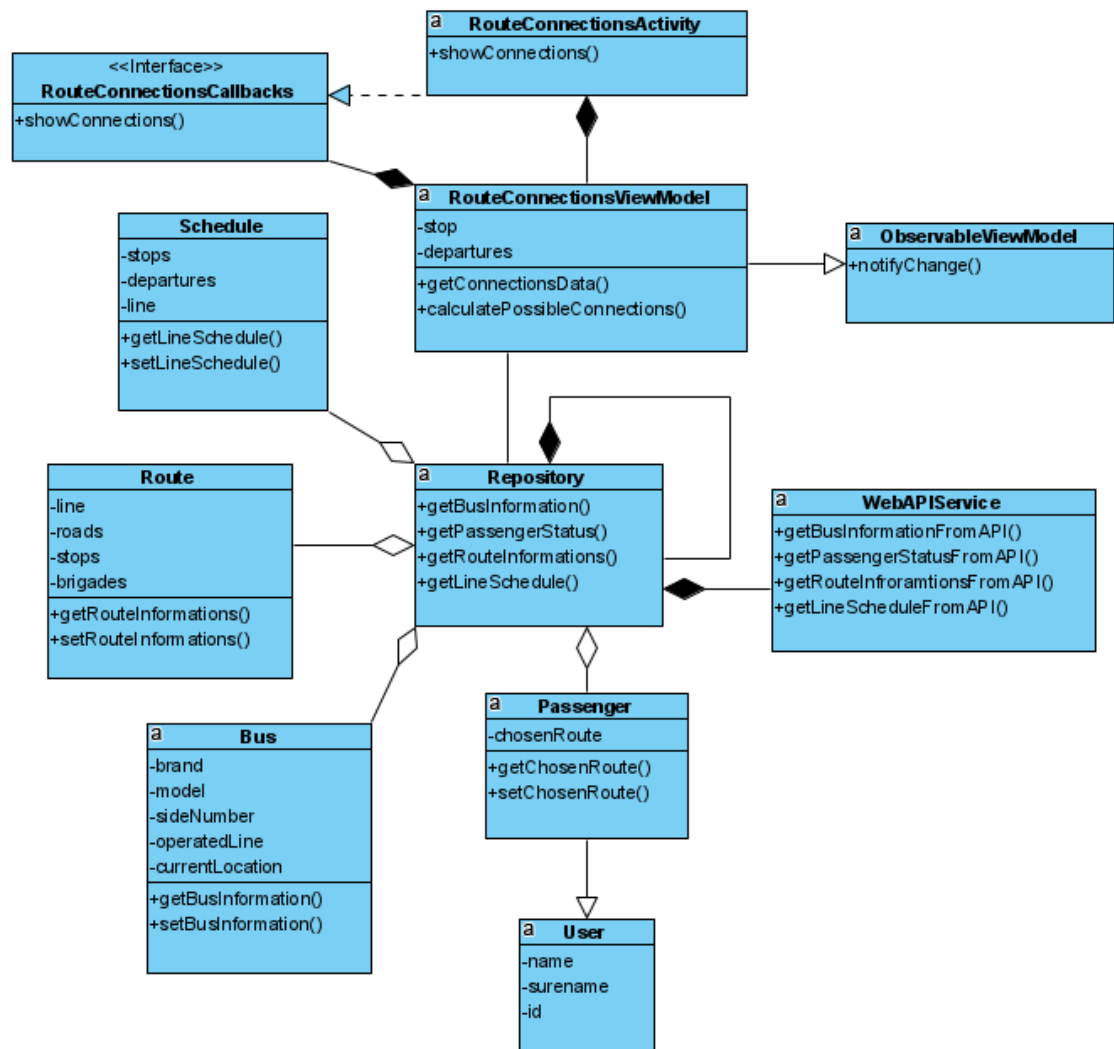 a
RouteConnectionsActivity
+showConnections()
<<Interface>>
RouteConnectionsCallbacks
+showConnections()
a
RouteConnectionsViewModel
-stop
-departures
+getConnectionsData()
+calculatePossibleConnections()
Schedule
-stops
-departures
-line
+getLineSchedule()
+setLineSchedule()
a
ObservableViewModel
+notifyChange()
Route
-line
-roads
-stops
-brigades
+getRouteInformations()
+setRouteInformations()
a
Repository
+getBusInformation()
+getPassengerStatus()
+getRouteInformations()
+getLineSchedule()
a
WebAPIService
+getBusInformationFromAPI()
+getPassengerStatusFromAPI()
+getRouteInforamtionsFromAPI()
+getLineScheduleFromAPI()
a
Bus
-brand
-model
-sideNumber
-operatedLine
-currentLocation
+getBusInformation()
+setBusInformation()
a
Passenger
-chosenRoute
+getChosenRoute()
+setChosenRoute()
a
User
-name
-surename
-id